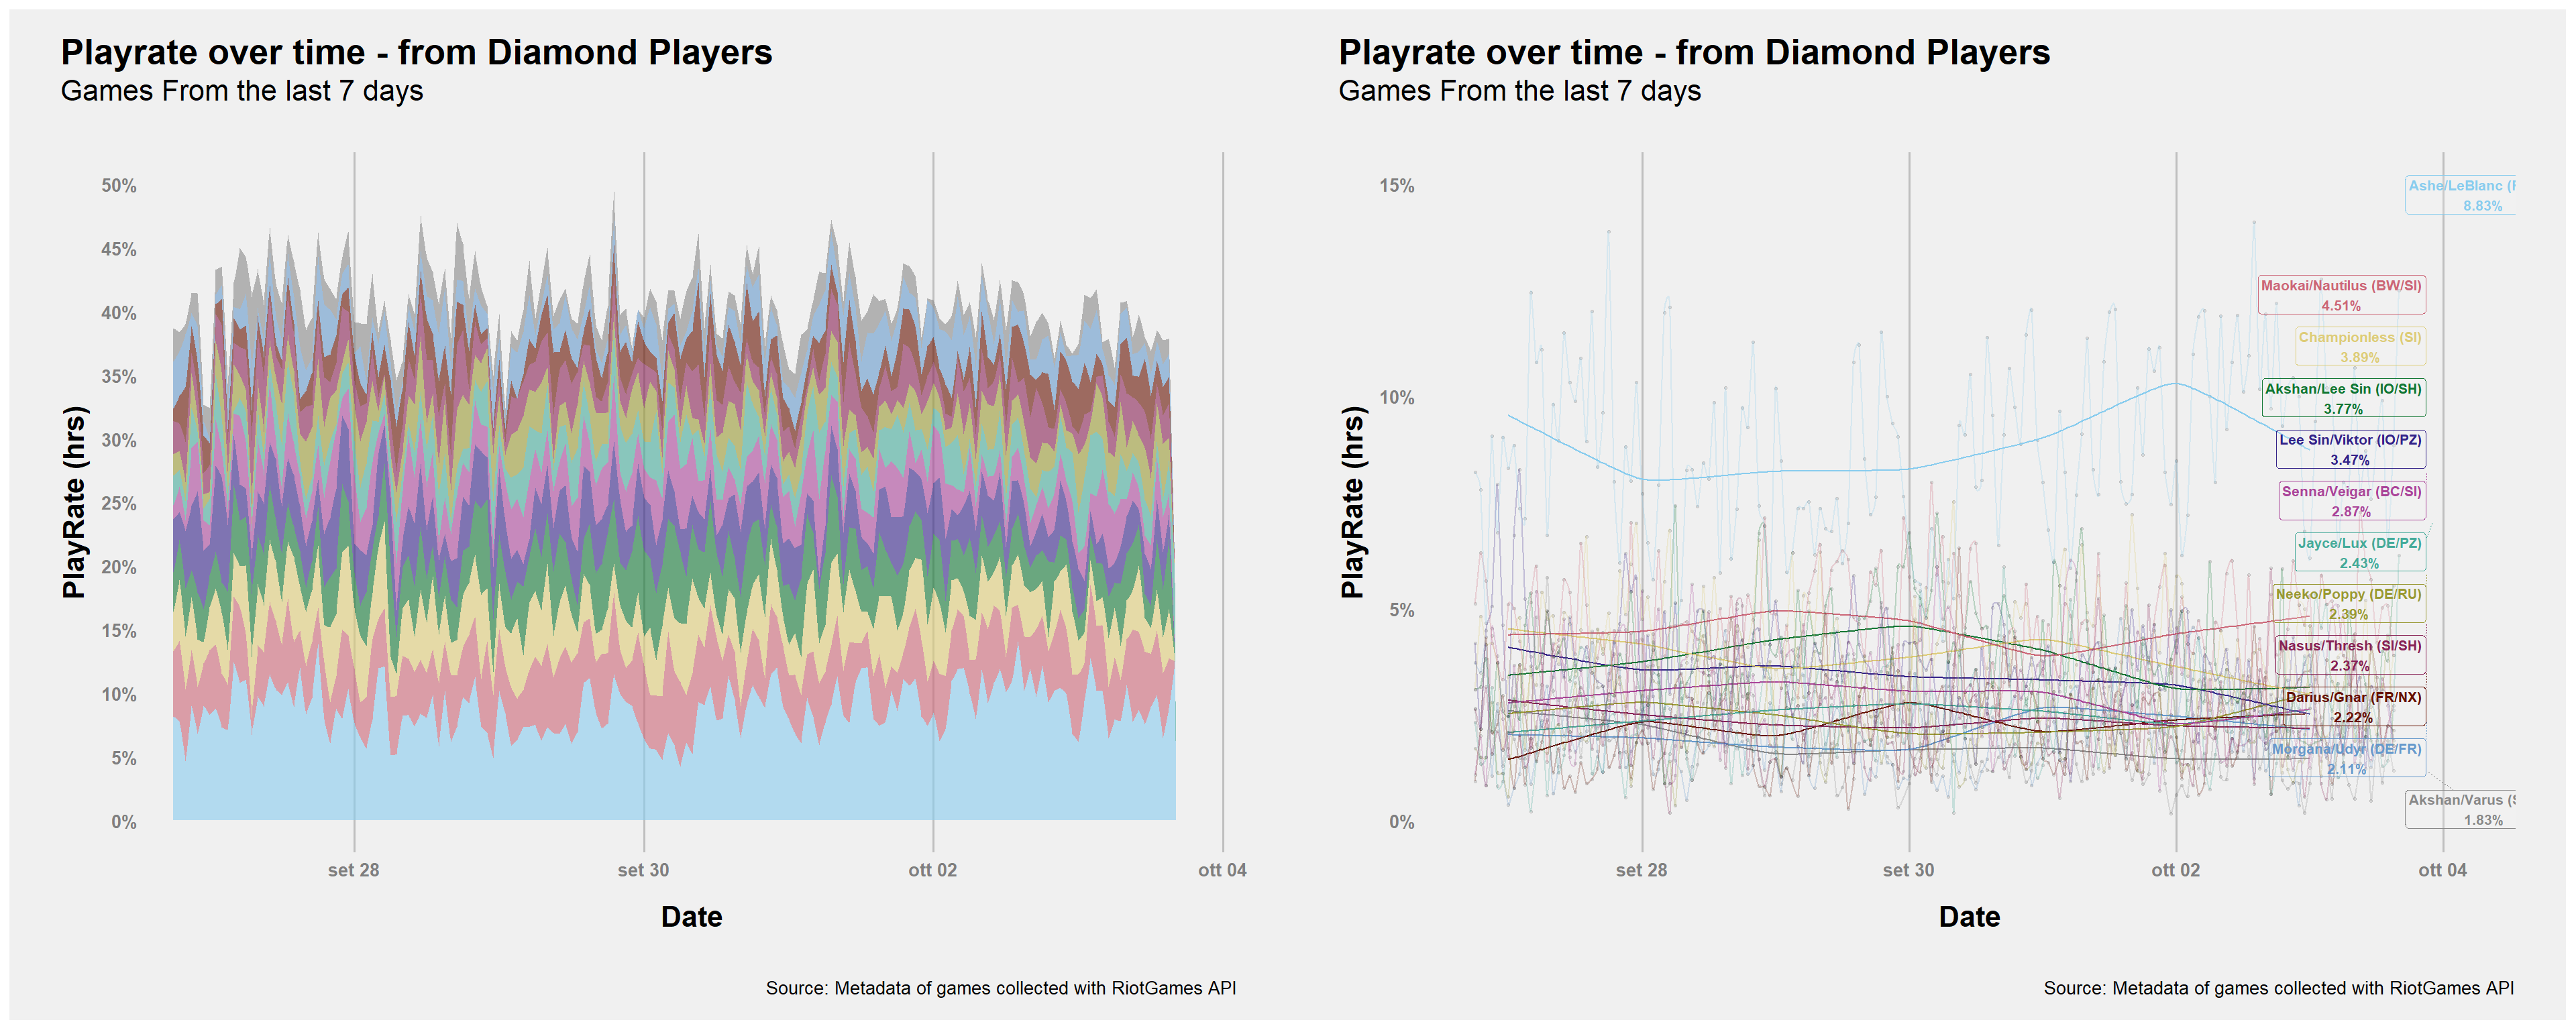 Playrate over time - from Diamond Players
Games From the last 7 days
PlayRate (hrs)
50%
45%
40%
35%
30%
25%
20%
15%
10%
5%
0%
set 28
set 30
ott 02
ott 04
Date
Source: Metadata of games collected with RiotGames API
Playrate over time - from Diamond Players
Games From the last 7 days
PlayRate (hrs)
15%
10%
5%
0%
Ashe/LeBlanc (
8.83%
Maokai/Nautilus (BW/SI)
4.51%
Championless (SI)
3.89%
Akshan/Lee Sin (IO/SH)
3.77%
Lee Sin/Viktor (IO/PZ)
3.47%
Senna/Veigar (BC/SI)
2.87%
Jayce/Lux (DE/PZ)
2.43%
Neeko/Poppy (DE/RU)
2.39%
Nasus/Thresh (SI/SH)
2.37%
Darius/Gnar (FR/NX)
2.22%
Morgana/Udyr (DE/FR)
2.11%
Akshan/Varus (
1.83%
set 28
set 30
ott 02
ott 04
Date
Source: Metadata of games collected with RiotGames API